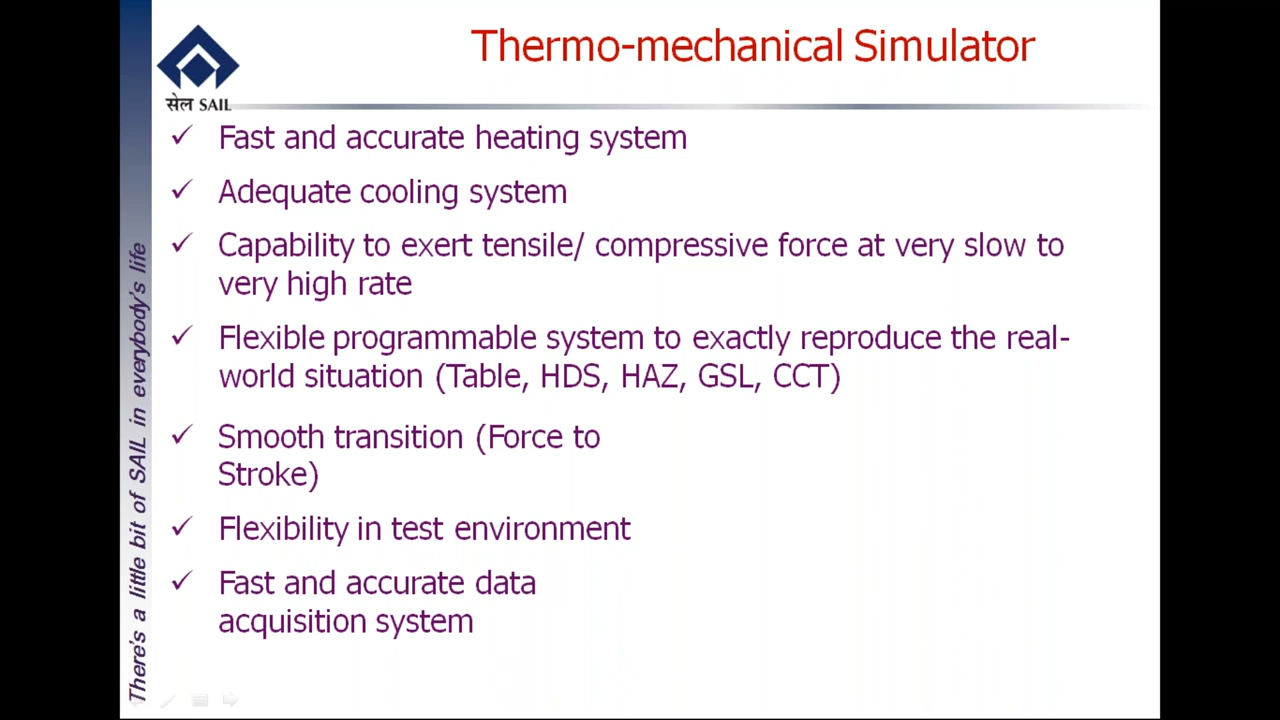 Thermo-mechanical Simulator
सेल SAIL
✓ Fast and accurate heating system
✓ Adequate cooling system
✓ Capability to exert tensile/ compressive force at very slow to
very high rate
✓ Flexible programmable system to exactly reproduce the real-
world situation (Table, HDS, HAZ, GSL, CCT)
✓ Smooth transition (Force to
Stroke)
✓ Flexibility in test environment
✓ Fast and accurate data
acquisition system
There's a little bit of SAIL in everybody's life